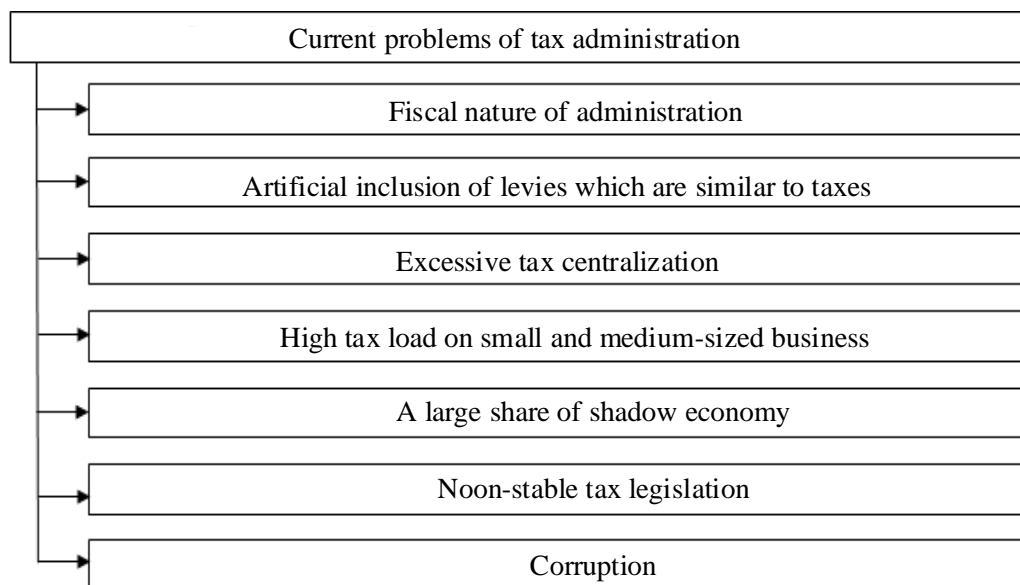 Current problems of tax administration
Fiscal nature of administration
Artificial inclusion of levies which are similar to taxes
Excessive tax centralization
High tax load on small and medium-sized business
A large share of shadow economy
Noon-stable tax legislation
Corruption